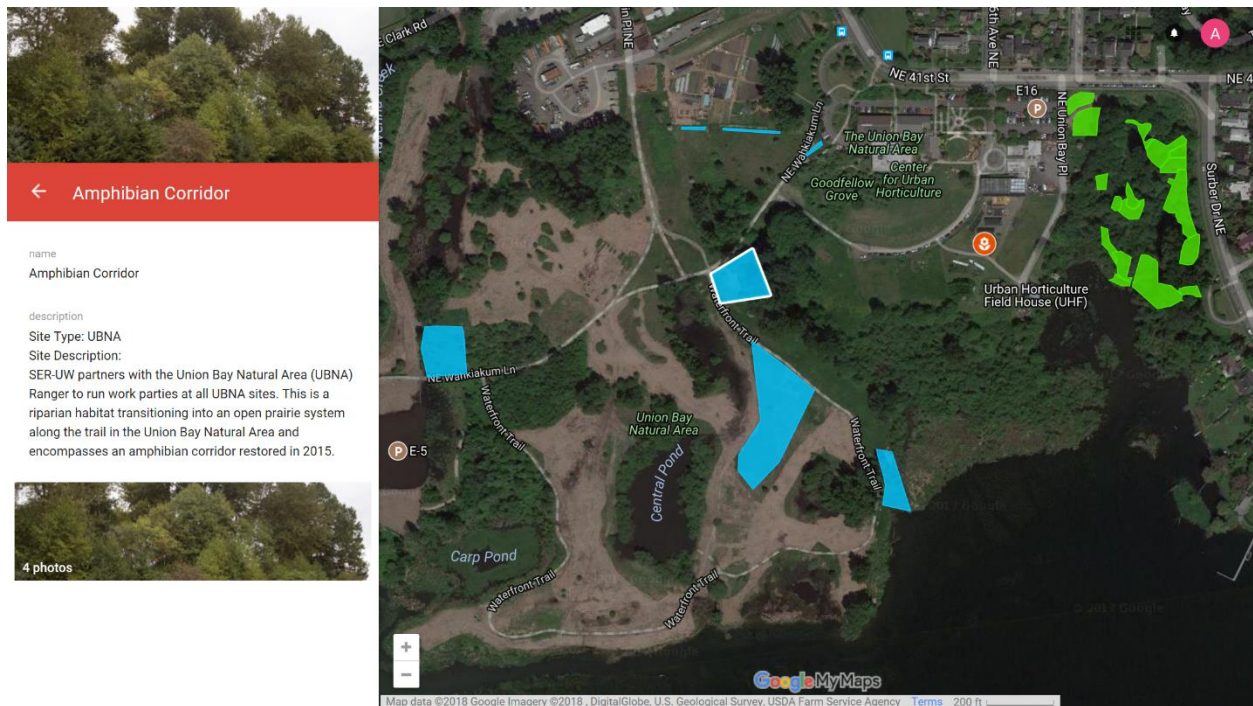 Amphibian Corridor
name
Amphibian Corridor
description
Site Type: UBNA
Site Description:
SER-UW partners with the Union Bay Natural Area (UBNA)
Ranger to run work parties at all UBNA sites. This is a
riparian habitat transitioning into an open prairie system
along the trail in the Union Bay Natural Area and
encompasses an amphibian corridor restored in 2015.
4 photos
E Clark Rd
Creek
NE 41st St
NE 4
A
E16
P
NE Union Bay Pl
Surber Dr NE
NE Wahkiakum Ln
The Union Bay
Natural Area
Goodfellow
Grove
Center
for Urban
Horticulture
Urban Horticulture
Field House (UHF)
Waterfront Trail
NE Wahkiakum Ln
Waterfront Trail
Union Bay
Natural Area
Central Pond
Waterfront Trail
P E-5
Carp Pond
Waterfront Trail
Waterfront Trail
+
−
Google My Maps
Map data ©2018 Google Imagery ©2018 , DigitalGlobe, U.S. Geological Survey, USDA Farm Service Agency Terms 200 ft